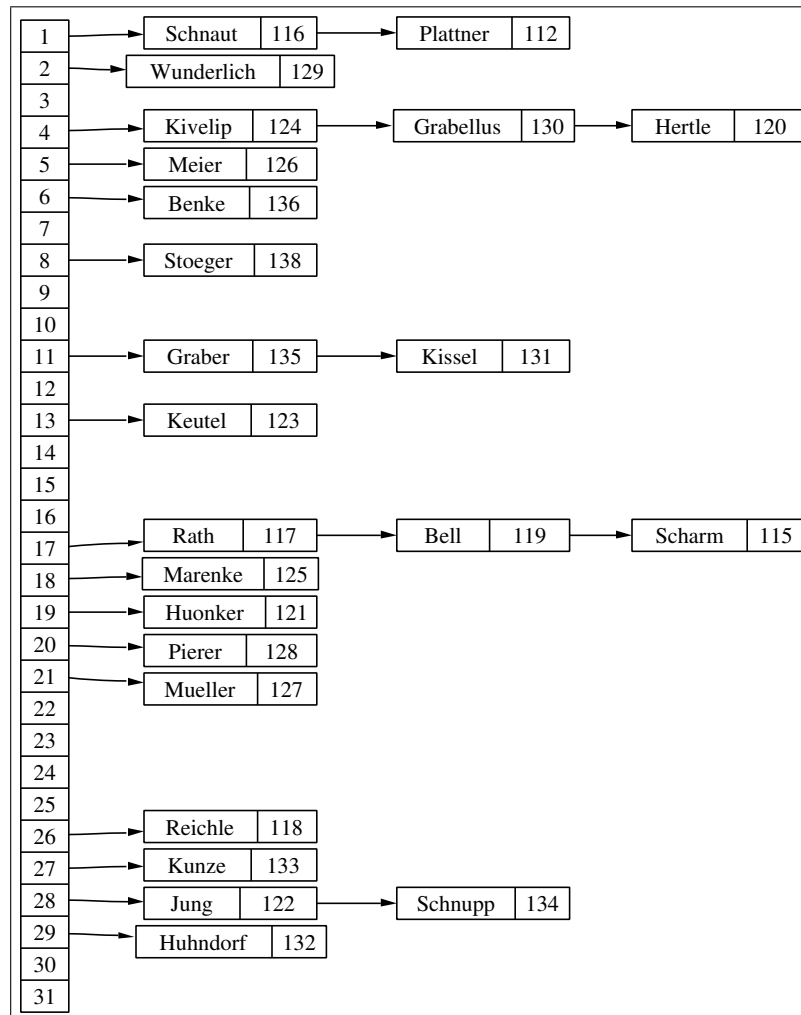 1 Schnaut 116 Plattner 112
2 Wunderlich 129
3
4 Kivelip 124 Grabellus 130 Hertle 120
5 Meier 126
6 Benke 136
7
8 Stoeger 138
9
10
11 Graber 135 Kissel 131
12
13 Keutel 123
14
15
16
17 Rath 117 Bell 119 Scharm 115
18 Marenke 125
19 Huonker 121
20 Pierer 128
21 Mueller 127
22
23
24
25
26 Reichle 118
27 Kunze 133
28 Jung 122 Schnupp 134
29 Huhndorf 132
30
31